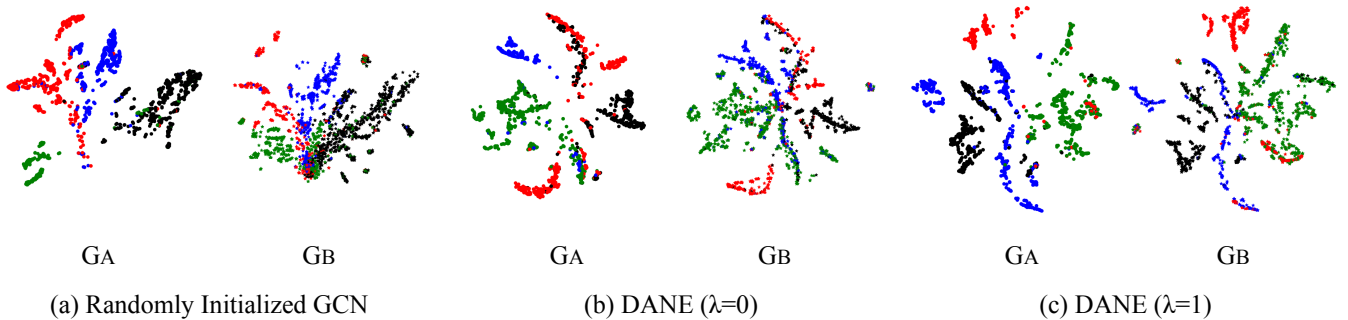 GA GB GA GB GA GB
(a) Randomly Initialized GCN (b) DANE (λ=0) (c) DANE (λ=1)